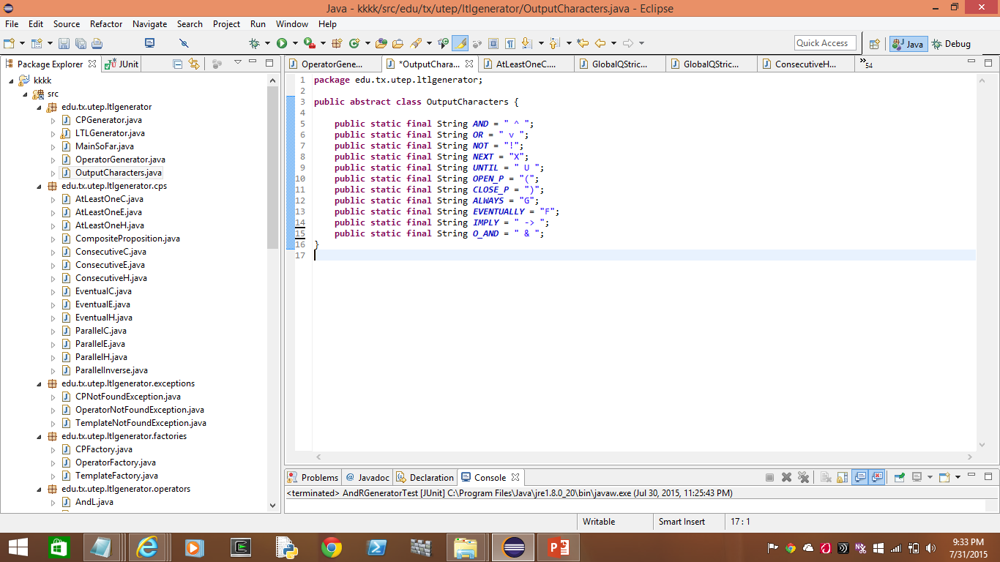 Java - kkkk/src/edu/tx/utep/ltlgenerator/OutputCharacters.java - Eclipse
File Edit Source Refactor Navigate Search Project Run Window Help
Quick Access Java Debug
Package Explorer JUnit
OperatorGene... *OutputChara... AtLeastOneC.... GlobalQStric... GlobalQStric... ConsecutiveH... »54
kkkk
src
edu.tx.utep.ltlgenerator
CPGenerator.java
LTLGenerator.java
MainSoFar.java
OperatorGenerator.java
OutputCharacters.java
edu.tx.utep.ltlgenerator.cps
AtLeastOneC.java
AtLeastOneE.java
AtLeastOneH.java
CompositeProposition.java
ConsecutiveC.java
ConsecutiveE.java
ConsecutiveH.java
EventualC.java
EventualE.java
EventualH.java
ParallelC.java
ParallelE.java
ParallelH.java
ParallelInverse.java
edu.tx.utep.ltlgenerator.exceptions
CPNotFoundException.java
OperatorNotFoundException.java
TemplateNotFoundException.java
edu.tx.utep.ltlgenerator.factories
CPFactory.java
OperatorFactory.java
TemplateFactory.java
edu.tx.utep.ltlgenerator.operators
AndL.java
1 package edu.tx.utep.ltlgenerator;
2
3 public abstract class OutputCharacters {
4
5 public static final String AND = " ^ ";
6 public static final String OR = " v ";
7 public static final String NOT = "!";
8 public static final String NEXT = "X";
9 public static final String UNTIL = " U ";
10 public static final String OPEN_P = "(";
11 public static final String CLOSE_P = ")";
12 public static final String ALWAYS = "G";
13 public static final String EVENTUALLY = "F";
14 public static final String IMPLY = " -> ";
15 public static final String O_AND = " & ";
16 }
17
Problems @ Javadoc Declaration Console
<terminated> AndRGeneratorTest [JUnit] C:\Program Files\Java\jre1.8.0_20\bin\javaw.exe (Jul 30, 2015, 11:25:43 PM)
Writable Smart Insert 17 : 1
9:33 PM
7/31/2015